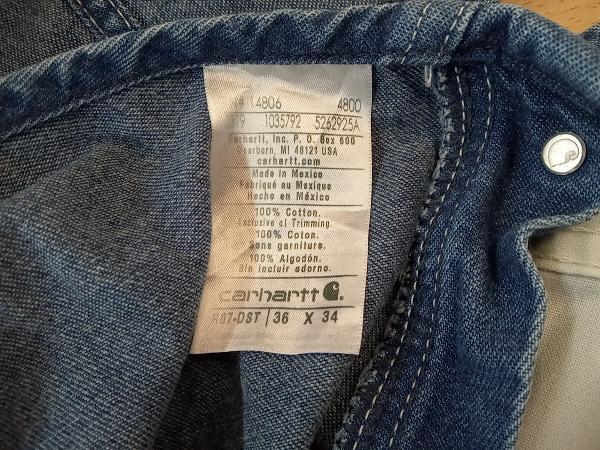 14806 4800
1035792 5262925A
Carhartt, Inc. P. O. Box 600
Dearborn, MI 48121 USA
carhartt.com
Made in Mexico
Fabriqué au Mexique
Hecho en México
100% Cotton.
Exclusive of Trimming
100% Coton.
Sans garniture.
100% Algodón.
Sin incluir adorno.
carhartt
R07-DST 36 X 34